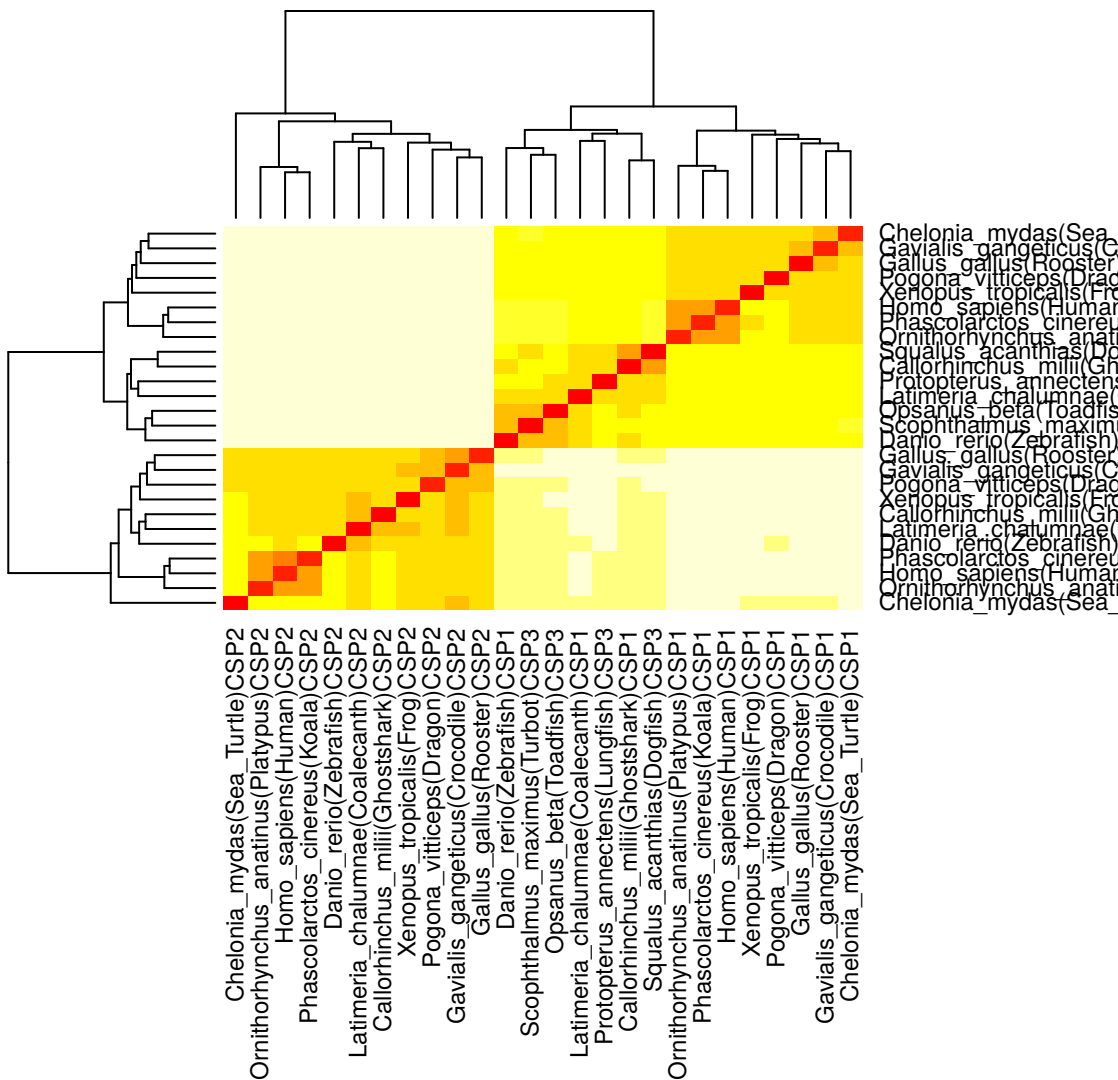 Chelonia_mydas(Sea_
Gavialis_gangeticus(C
Gallus_gallus(Rooster)
Pogona_vitticeps(Drag
Xenopus_tropicalis(Fro
Homo_sapiens(Human
Phascolarctos_cinereus
Ornithorhynchus_anati
Squalus_acanthias(Do
Callorhinchus_milii(Gh
Protopterus_annectens
Latimeria_chalumnae(
Opsanus_beta(Toadfis
Scophthalmus_maximu
Danio_rerio(Zebrafish)
Gallus_gallus(Rooster)
Gavialis_gangeticus(C
Pogona_vitticeps(Drag
Xenopus_tropicalis(Fro
Callorhinchus_milii(Gh
Latimeria_chalumnae(
Danio_rerio(Zebrafish)
Phascolarctos_cinereus
Homo_sapiens(Human
Ornithorhynchus_anati
Chelonia_mydas(Sea_
Chelonia_mydas(Sea_Turtle)CSP2
Ornithorhynchus_anatinus(Platypus)CSP2
Homo_sapiens(Human)CSP2
Phascolarctos_cinereus(Koala)CSP2
Danio_rerio(Zebrafish)CSP2
Latimeria_chalumnae(Coalecanth)CSP2
Callorhinchus_milii(Ghostshark)CSP2
Xenopus_tropicalis(Frog)CSP2
Pogona_vitticeps(Dragon)CSP2
Gavialis_gangeticus(Crocodile)CSP2
Gallus_gallus(Rooster)CSP2
Danio_rerio(Zebrafish)CSP1
Scophthalmus_maximus(Turbot)CSP3
Opsanus_beta(Toadfish)CSP3
Latimeria_chalumnae(Coalecanth)CSP1
Protopterus_annectens(Lungfish)CSP3
Callorhinchus_milii(Ghostshark)CSP1
Squalus_acanthias(Dogfish)CSP3
Ornithorhynchus_anatinus(Platypus)CSP1
Phascolarctos_cinereus(Koala)CSP1
Homo_sapiens(Human)CSP1
Xenopus_tropicalis(Frog)CSP1
Pogona_vitticeps(Dragon)CSP1
Gallus_gallus(Rooster)CSP1
Gavialis_gangeticus(Crocodile)CSP1
Chelonia_mydas(Sea_Turtle)CSP1